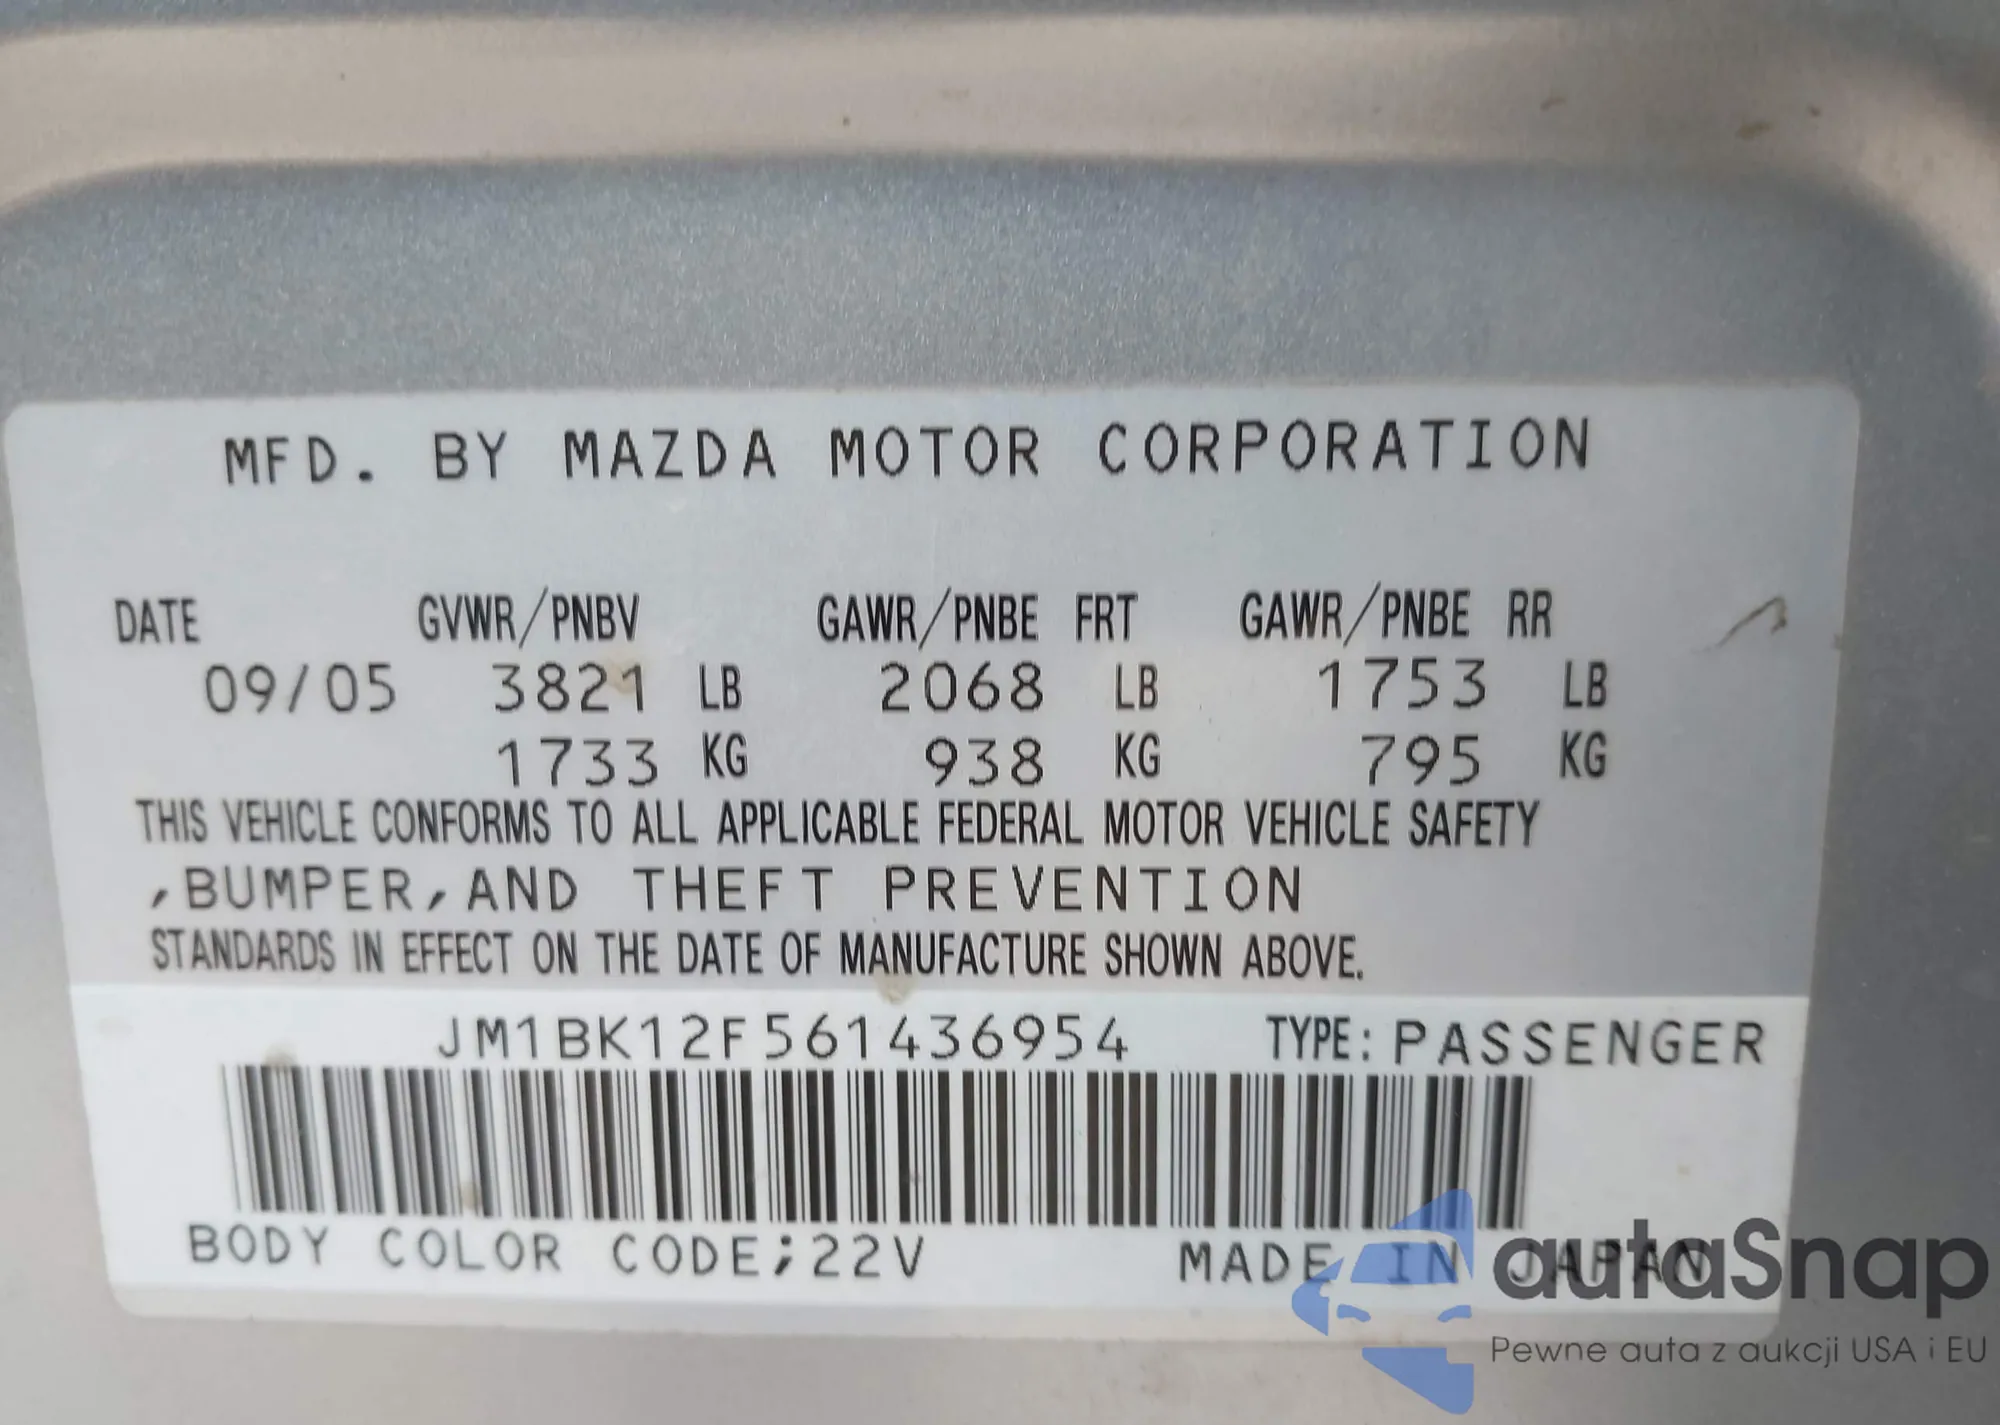 MFD. BY MAZDA MOTOR CORPORATION
DATE GVWR/PNBV GAWR/PNBE FRT GAWR/PNBE RR
09/05 3821 LB 2068 LB 1753 LB
1733 KG 938 KG 795 KG
THIS VEHICLE CONFORMS TO ALL APPLICABLE FEDERAL MOTOR VEHICLE SAFETY
,BUMPER,AND THEFT PREVENTION
STANDARDS IN EFFECT ON THE DATE OF MANUFACTURE SHOWN ABOVE.
JM1BK12F561436954 TYPE: PASSENGER
BODY COLOR CODE;22V MADE IN JAPAN
autaSnap
Pewne auta z aukcji USA i EU